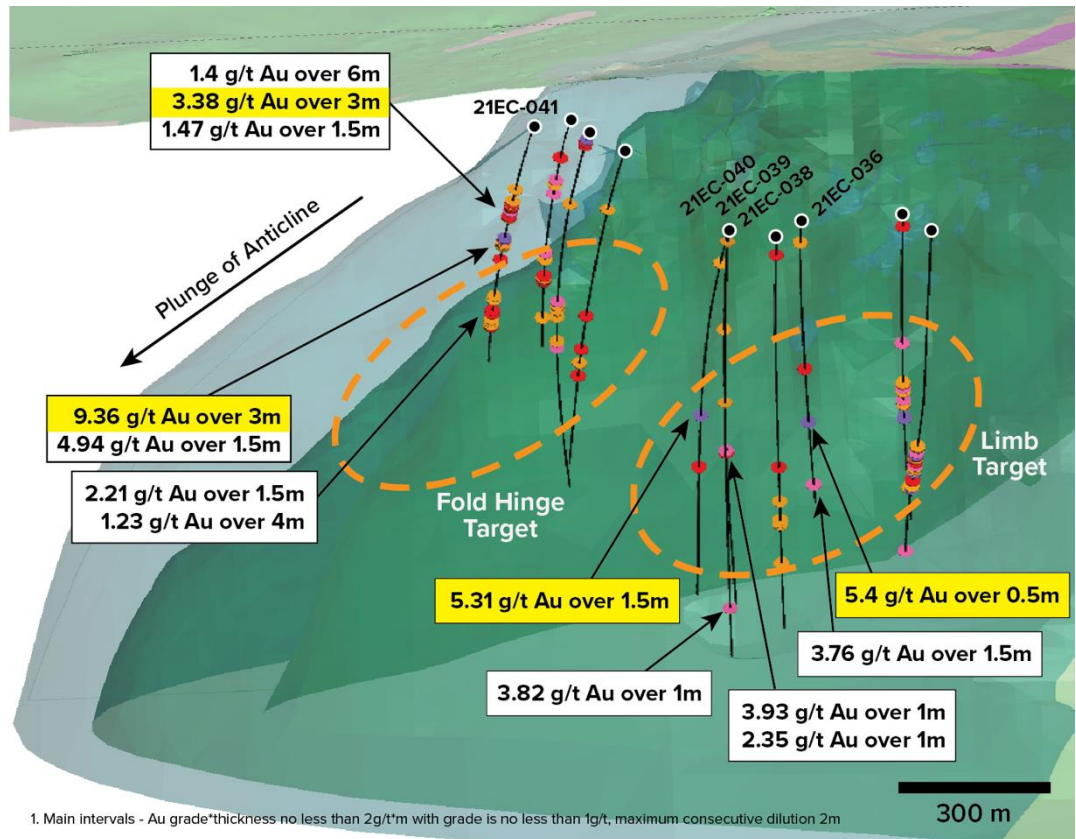 1.4 g/t Au over 6m
3.38 g/t Au over 3m
1.47 g/t Au over 1.5m
21EC-041
21EC-040
21EC-039
21EC-038
21EC-036
Plunge of Anticline
9.36 g/t Au over 3m
4.94 g/t Au over 1.5m
2.21 g/t Au over 1.5m
1.23 g/t Au over 4m
Fold Hinge
Target
Limb
Target
5.31 g/t Au over 1.5m
5.4 g/t Au over 0.5m
3.76 g/t Au over 1.5m
3.82 g/t Au over 1m
3.93 g/t Au over 1m
2.35 g/t Au over 1m
300 m
1. Main intervals - Au grade*thickness no less than 2g/t*m with grade is no less than 1g/t, maximum consecutive dilution 2m